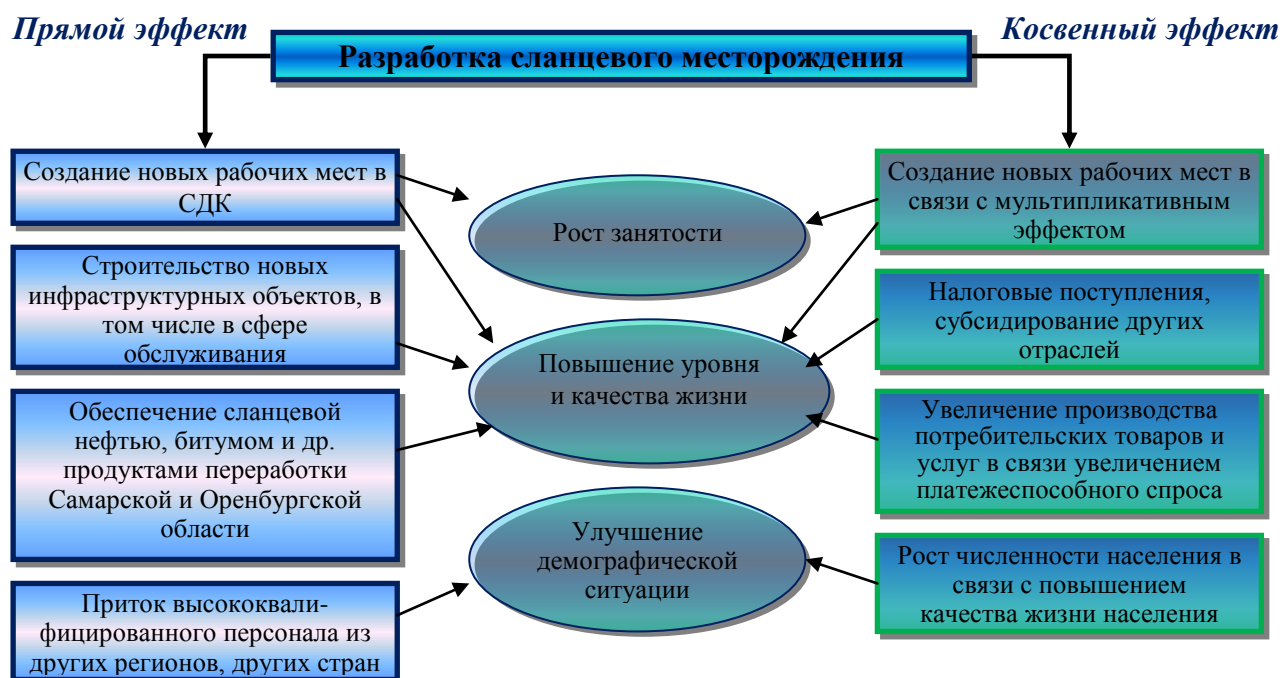 Прямой эффект
Косвенный эффект
Разработка сланцевого месторождения
Создание новых рабочих мест в
СДК
Строительство новых
инфраструктурных объектов, в
том числе в сфере
обслуживания
Обеспечение сланцевой
нефтью, битумом и др.
продуктами переработки
Самарской и Оренбургской
области
Приток высококвали-
фицированного персонала из
других регионов, других стран
Рост занятости
Повышение уровня
и качества жизни
Улучшение
демографической
ситуации
Создание новых рабочих мест в
связи с мультипликативным
эффектом
Налоговые поступления,
субсидирование других
отраслей
Увеличение производства
потребительских товаров и
услуг в связи увеличением
платежеспособного спроса
Рост численности населения в
связи с повышением
качества жизни населения